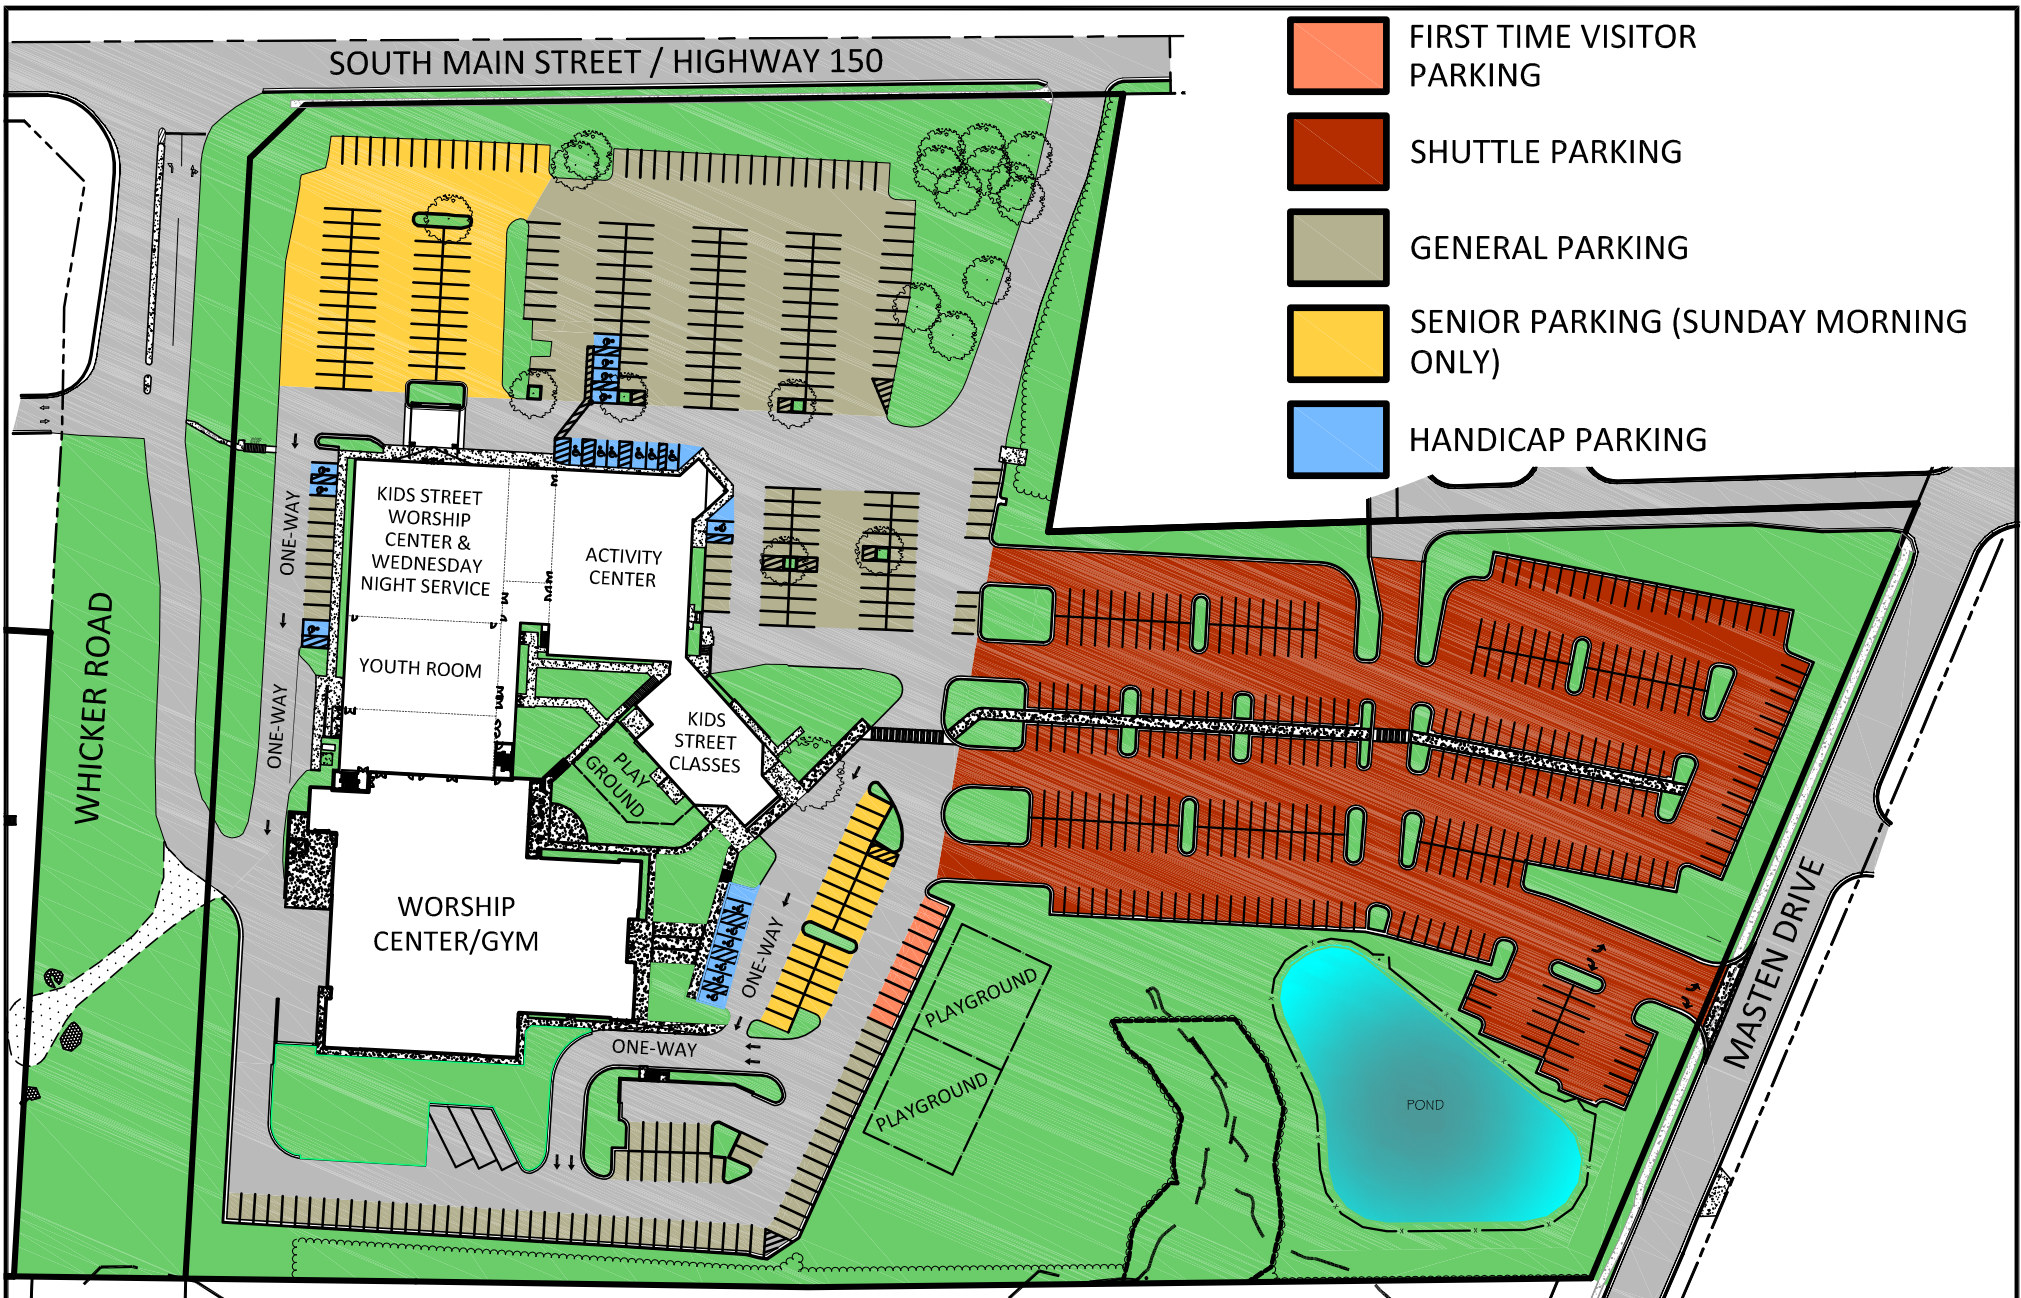 SOUTH MAIN STREET / HIGHWAY 150
FIRST TIME VISITOR
PARKING
SHUTTLE PARKING
GENERAL PARKING
SENIOR PARKING (SUNDAY MORNING
ONLY)
HANDICAP PARKING
KIDS STREET
WORSHIP
CENTER &
WEDNESDAY
NIGHT SERVICE
ACTIVITY
CENTER
ONE-WAY
YOUTH ROOM
ONE-WAY
WHICKER ROAD
KIDS
STREET
CLASSES
PLAY
GROUND
WORSHIP
CENTER/GYM
ONE-WAY
ONE-WAY
PLAYGROUND
PLAYGROUND
POND
MASTEN DRIVE